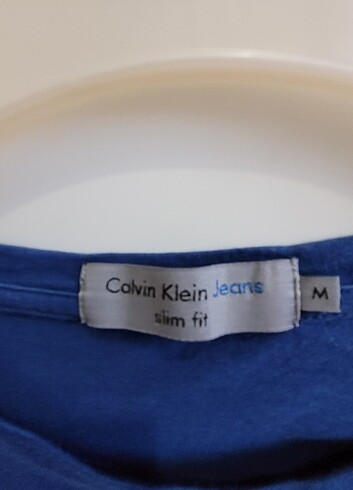 Calvin Klein Jeans
slim fit
M